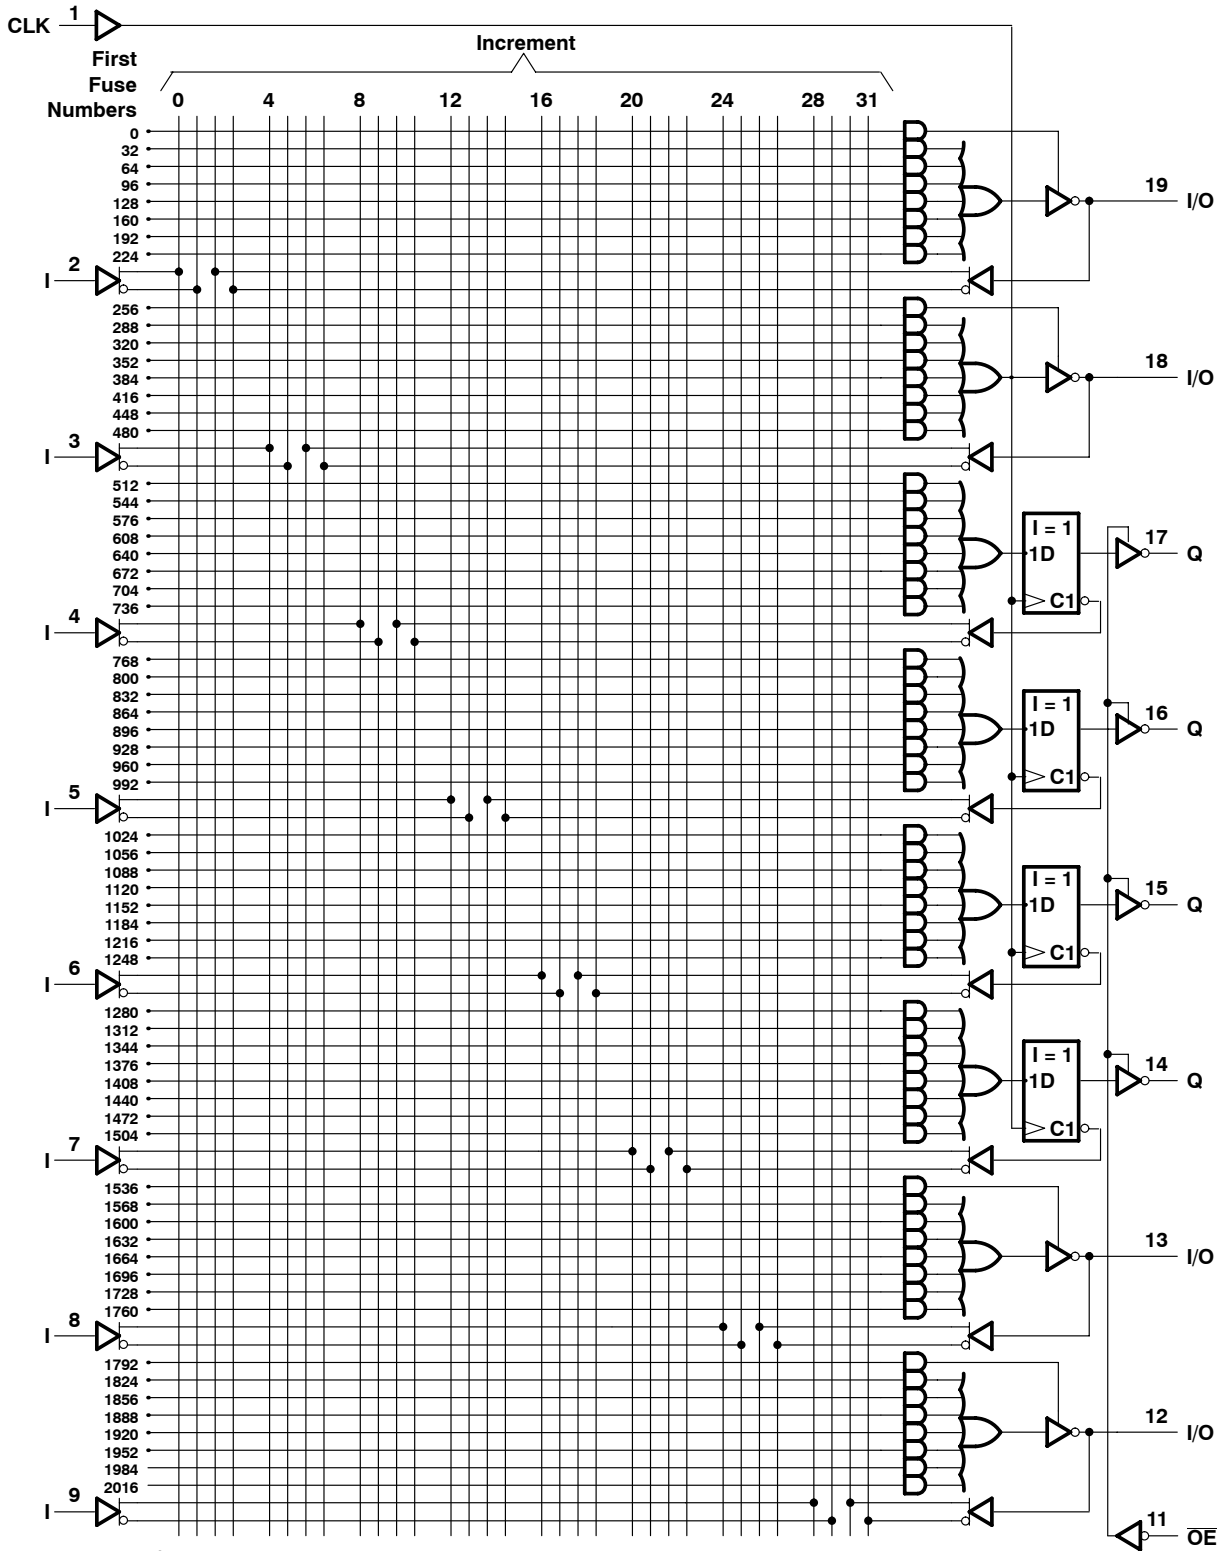 CLK 1
Increment
First
Fuse
Numbers
0 4 8 12 16 20 24 28 31
0
32
64
96
128
160
192
224
19 I/O
I 2
256
288
320
352
384
416
448
480
18 I/O
I 3
512
544
576
608
640
672
704
736
I = 1
1D
C1
17 Q
I 4
768
800
832
864
896
928
960
992
I = 1
1D
C1
16 Q
I 5
1024
1056
1088
1120
1152
1184
1216
1248
I = 1
1D
C1
15 Q
I 6
1280
1312
1344
1376
1408
1440
1472
1504
I = 1
1D
C1
14 Q
I 7
1536
1568
1600
1632
1664
1696
1728
1760
13 I/O
I 8
1792
1824
1856
1888
1920
1952
1984
2016
12 I/O
I 9
11 O̅E̅